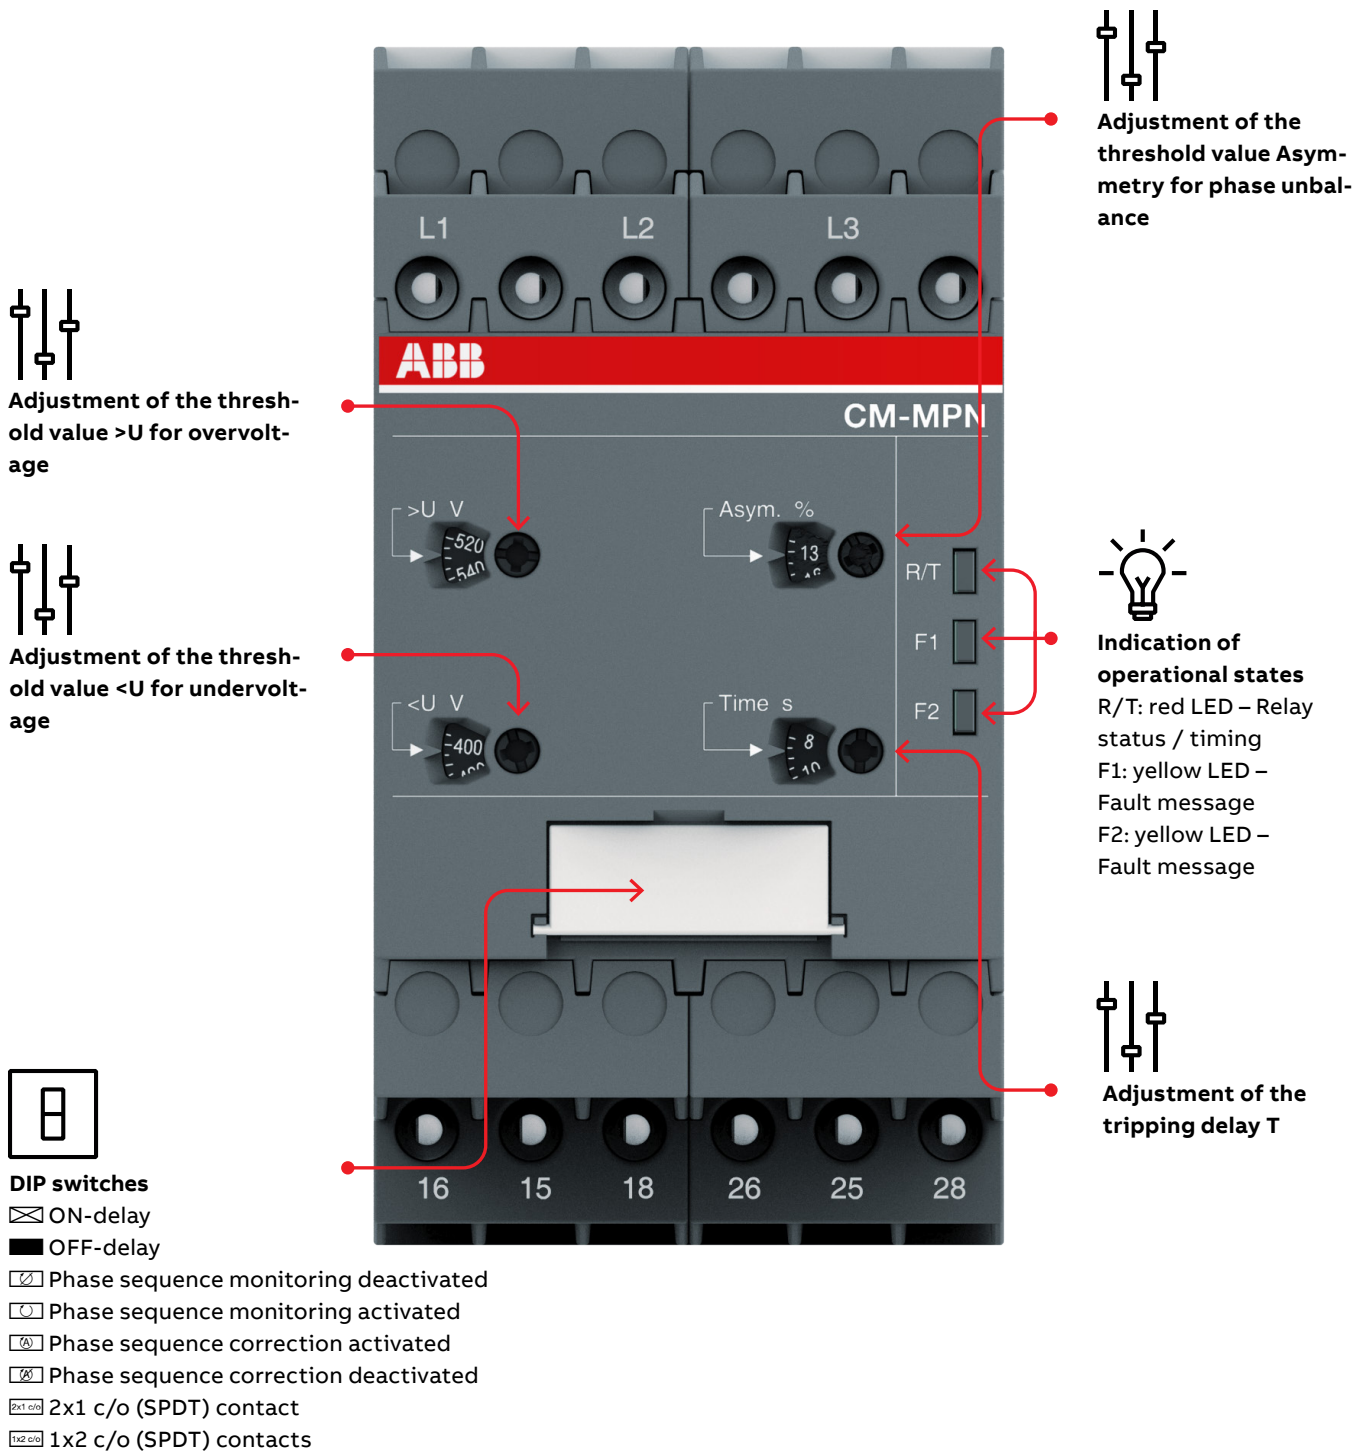 Adjustment of the
threshold value Asym-
metry for phase unbal-
ance
L1 L2 L3
ABB
CM-MPN
Adjustment of the thresh-
old value >U for overvolt-
age
>U V
520
540
Asym. %
13
R/T
F1
F2
Adjustment of the thresh-
old value <U for undervolt-
age
<U V
400
Time s
8
10
Indication of
operational states
R/T: red LED – Relay
status / timing
F1: yellow LED –
Fault message
F2: yellow LED –
Fault message
Adjustment of the
tripping delay T
16 15 18 26 25 28
DIP switches
ON-delay
OFF-delay
Phase sequence monitoring deactivated
Phase sequence monitoring activated
A Phase sequence correction activated
A Phase sequence correction deactivated
2x1 c/o 2x1 c/o (SPDT) contact
1x2 c/o 1x2 c/o (SPDT) contacts